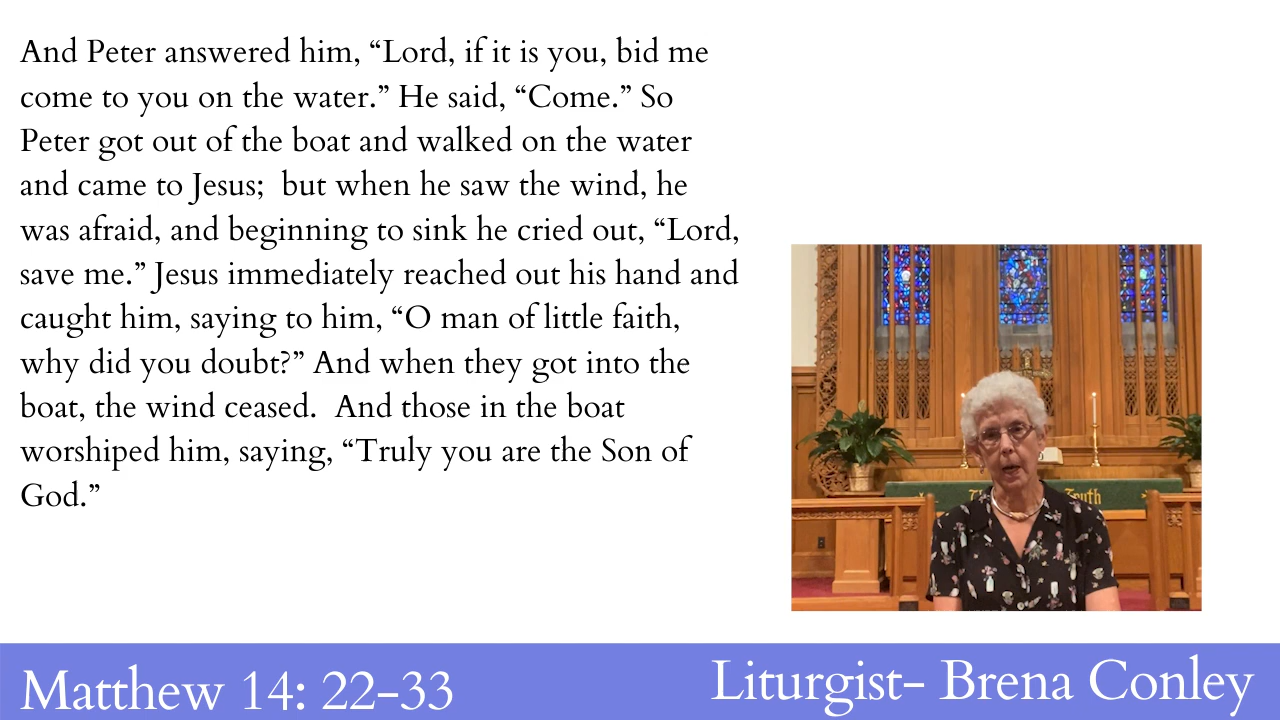 And Peter answered him, “Lord, if it is you, bid me
come to you on the water.” He said, “Come.” So
Peter got out of the boat and walked on the water
and came to Jesus;  but when he saw the wind, he
was afraid, and beginning to sink he cried out, “Lord,
save me.” Jesus immediately reached out his hand and
caught him, saying to him, “O man of little faith,
why did you doubt?” And when they got into the
boat, the wind ceased.  And those in the boat
worshiped him, saying, “Truly you are the Son of
God.”
Truth
Matthew 14: 22-33
Liturgist- Brena Conley